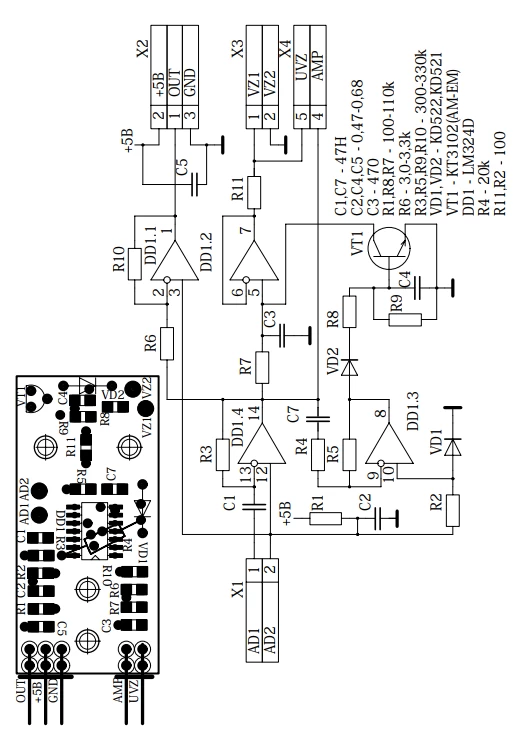 X2
+5B
OUT
GND
2
1
3
X3
VZ1
VZ2
1
2
X4
UVZ
AMP
5
4
+5B
C5
R10
DD1.1
2
3
1
DD1.2
R11
6
5
7
R6
C3
R7
VT1
C4
R9
R8
VD2
R3
DD1.4
13
12
14
C7
R4
R5
DD1.3
9
10
8
VD1
C1
+5B
R1
C2
R2
X1
AD1
AD2
1
2
C1,C7 - 47H
C2,C4,C5 - 0,47-0,68
C3 - 470
R1,R8,R7 - 100-110k
R6 - 3,0-3,3k
R3,R5,R9,R10 - 300-330k
VD1,VD2 - KD522,KD521
VT1 - KT3102(AM-EM)
DD1 - LM324D
R4 - 20k
R11,R2 - 100
OUT
+5B
GND
AMP
UVZ
C5
R1
C2
R2
C1
AD1
AD2
DD1
R3
R4
R5
C7
R11
R9
R8
C4
VT1
VD2
VZ2
VZ1
VD1
R10
R6
R7
C3